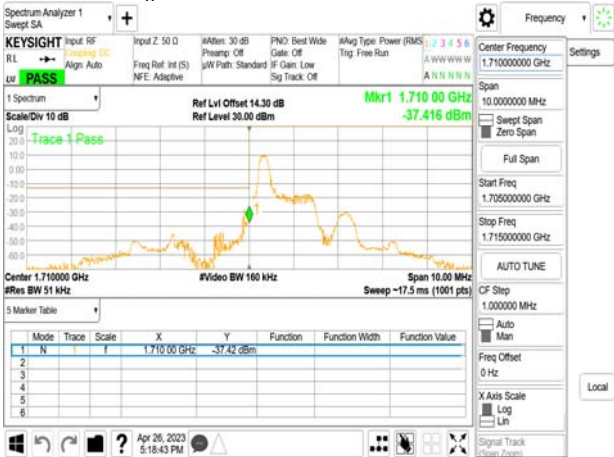 Spectrum Analyzer 1
Swept SA
+
Frequency
KEYSIGHT
RL
PASS
Input: RF
Coupling: DC
Align: Auto
Input Z: 50 Ω
Freq Ref: Int (S)
NFE: Adaptive
#Atten: 30 dB
Preamp: Off
µW Path: Standard
PNO: Best Wide
Gate: Off
IF Gain: Low
Sig Track: Off
#Avg Type: Power (RMS)
Trig: Free Run
1 2 3 4 5 6
A W W W W W
A N N N N N
1 Spectrum
Scale/Div 10 dB
Ref Lvl Offset 14.30 dB
Ref Level 30.00 dBm
Mkr1 1.710 00 GHz
-37.416 dBm
Log
Trace 1 Pass
20.0
10.0
0.00
-10.0
-20.0
-30.0
-40.0
-50.0
-60.0
1
Center 1.710000 GHz
#Res BW 51 kHz
#Video BW 160 kHz
Span 10.00 MHz
Sweep ~17.5 ms (1001 pts)
5 Marker Table
Mode Trace Scale X Y Function Function Width Function Value
1 N 1 f 1.710 00 GHz -37.42 dBm
2
3
4
5
6
?
Apr 26, 2023
5:18:43 PM
Center Frequency
1.710000000 GHz
Span
10.0000000 MHz
Swept Span
Zero Span
Full Span
Start Freq
1.705000000 GHz
Stop Freq
1.715000000 GHz
AUTO TUNE
CF Step
1.000000 MHz
Auto
Man
Freq Offset
0 Hz
X Axis Scale
Log
Lin
Signal Track
(Span Zoom)
Settings
Local